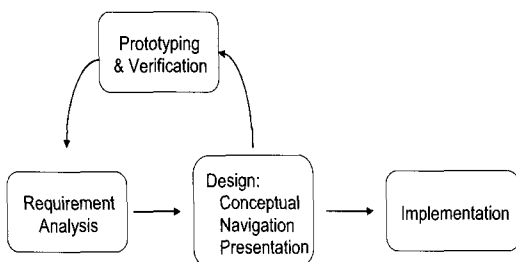 Prototyping
& Verification
Requirement
Analysis
Design:
Conceptual
Navigation
Presentation
Implementation